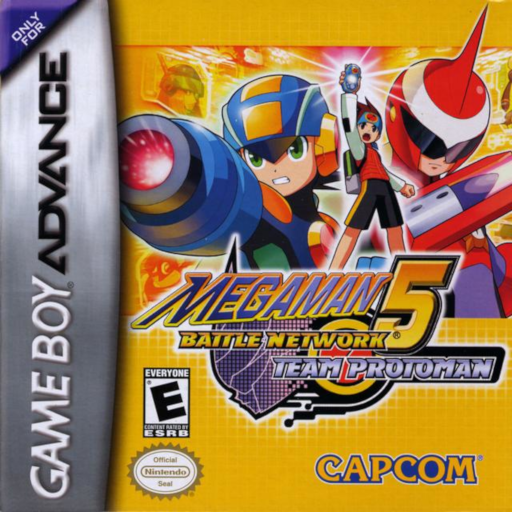 ONLY
FOR
GAME BOY ADVANCE
MEGAMAN 5
BATTLE NETWORK®
TEAM PROTOMAN
EVERYONE
E
CONTENT RATED BY
ESRB
Official
Nintendo
Seal
CAPCOM®